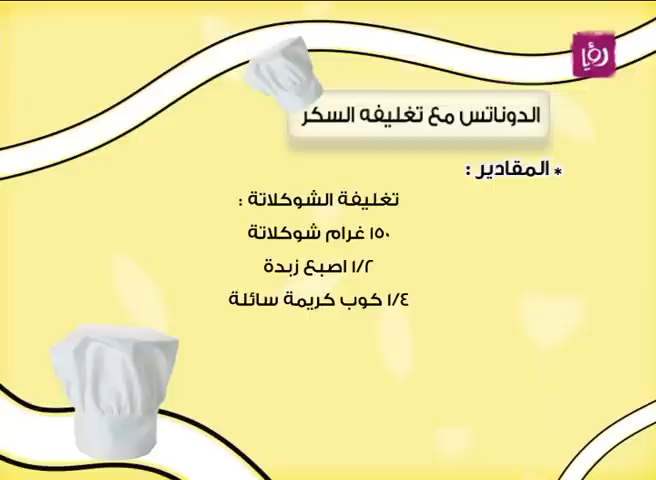 رؤيا
الدوناتس مع تغليفه السكر
* المقادير :
تغليفة الشوكلاتة :
١٥٠ غرام شوكلاتة
١/٢ اصبع زبدة
١/٤ كوب كريمة سائلة